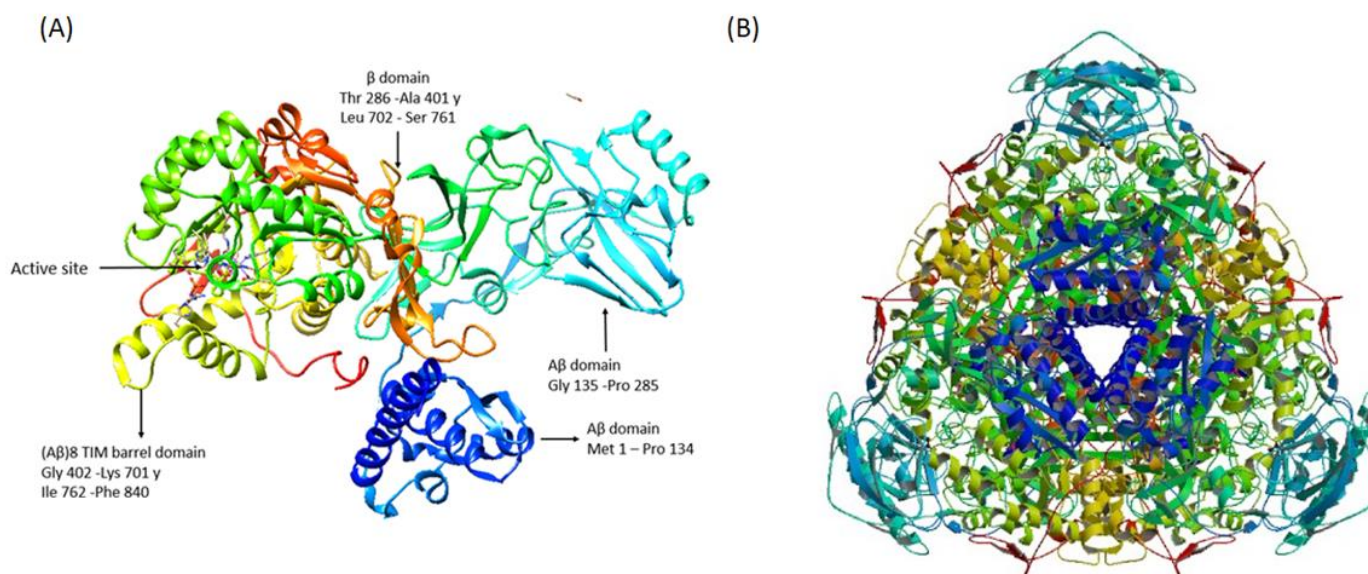 (A)
(B)
β domain
Thr 286 -Ala 401 y
Leu 702 - Ser 761
Active site
Aβ domain
Gly 135 -Pro 285
Aβ domain
Met 1 – Pro 134
(Aβ)8 TIM barrel domain
Gly 402 -Lys 701 y
Ile 762 -Phe 840